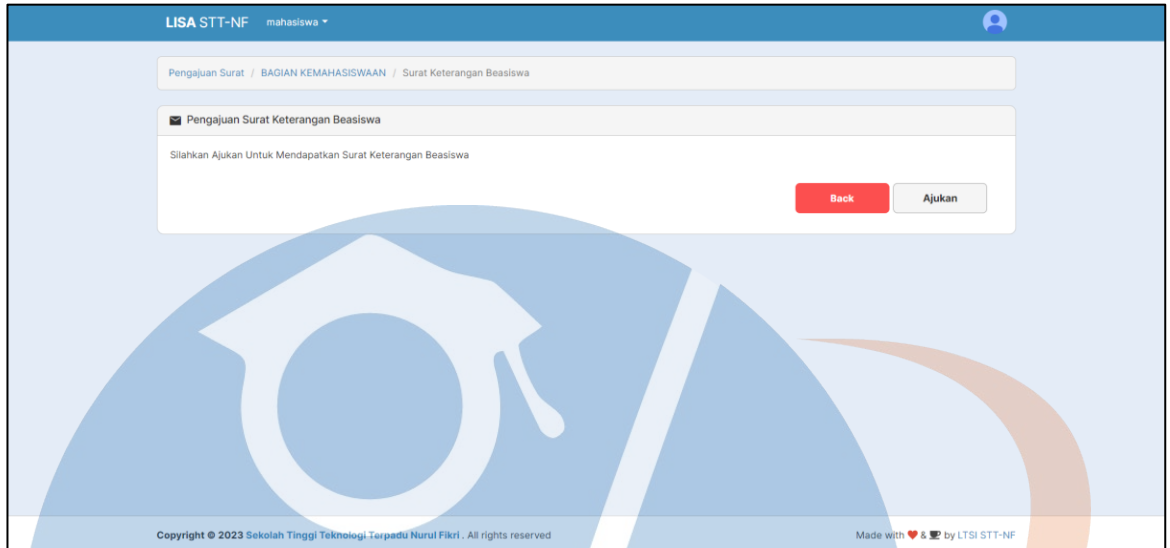 LISA STT-NF mahasiswa
Pengajuan Surat / BAGIAN KEMAHASISWAAN / Surat Keterangan Beasiswa
Pengajuan Surat Keterangan Beasiswa
Silahkan Ajukan Untuk Mendapatkan Surat Keterangan Beasiswa
Back Ajukan
Copyright © 2023 Sekolah Tinggi Teknologi Terpadu Nurul Fikri . All rights reserved Made with ❤ & ☕ by LTSI STT-NF